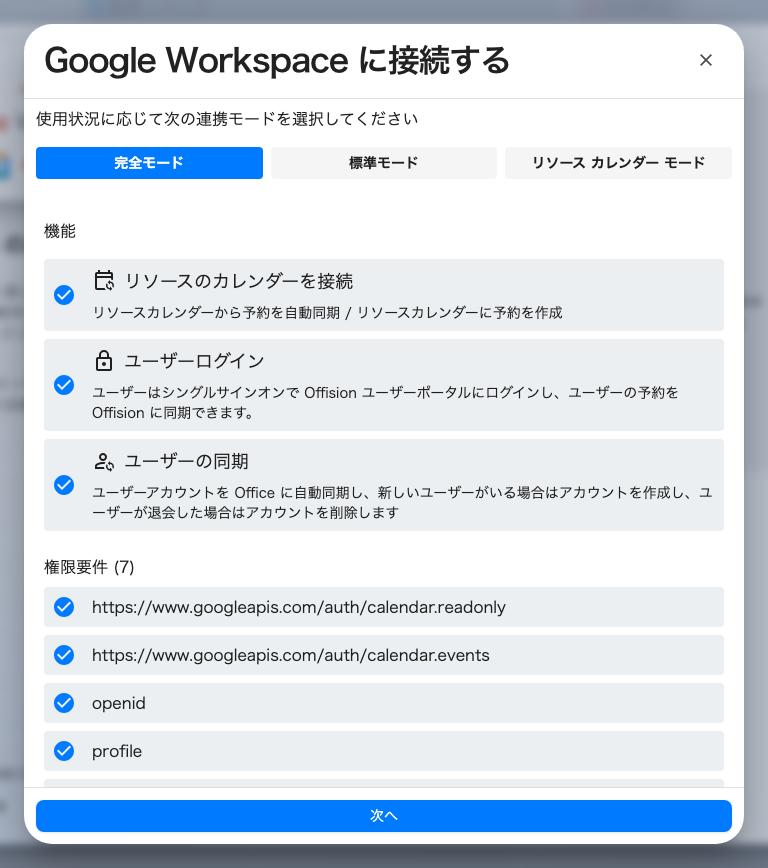 Google Workspace に接続する
使用状況に応じて次の連携モードを選択してください
完全モード
標準モード
リソース カレンダー モード
機能
リソースのカレンダーを接続
リソースカレンダーから予約を自動同期 / リソースカレンダーに予約を作成
ユーザーログイン
ユーザーはシングルサインオンで Offision ユーザーポータルにログインし、ユーザーの予約を
Offision に同期できます。
ユーザーの同期
ユーザーアカウントを Office に自動同期し、新しいユーザーがいる場合はアカウントを作成し、ユ
ーザーが退会した場合はアカウントを削除します
権限要件 (7)
https://www.googleapis.com/auth/calendar.readonly
https://www.googleapis.com/auth/calendar.events
openid
profile
次へ